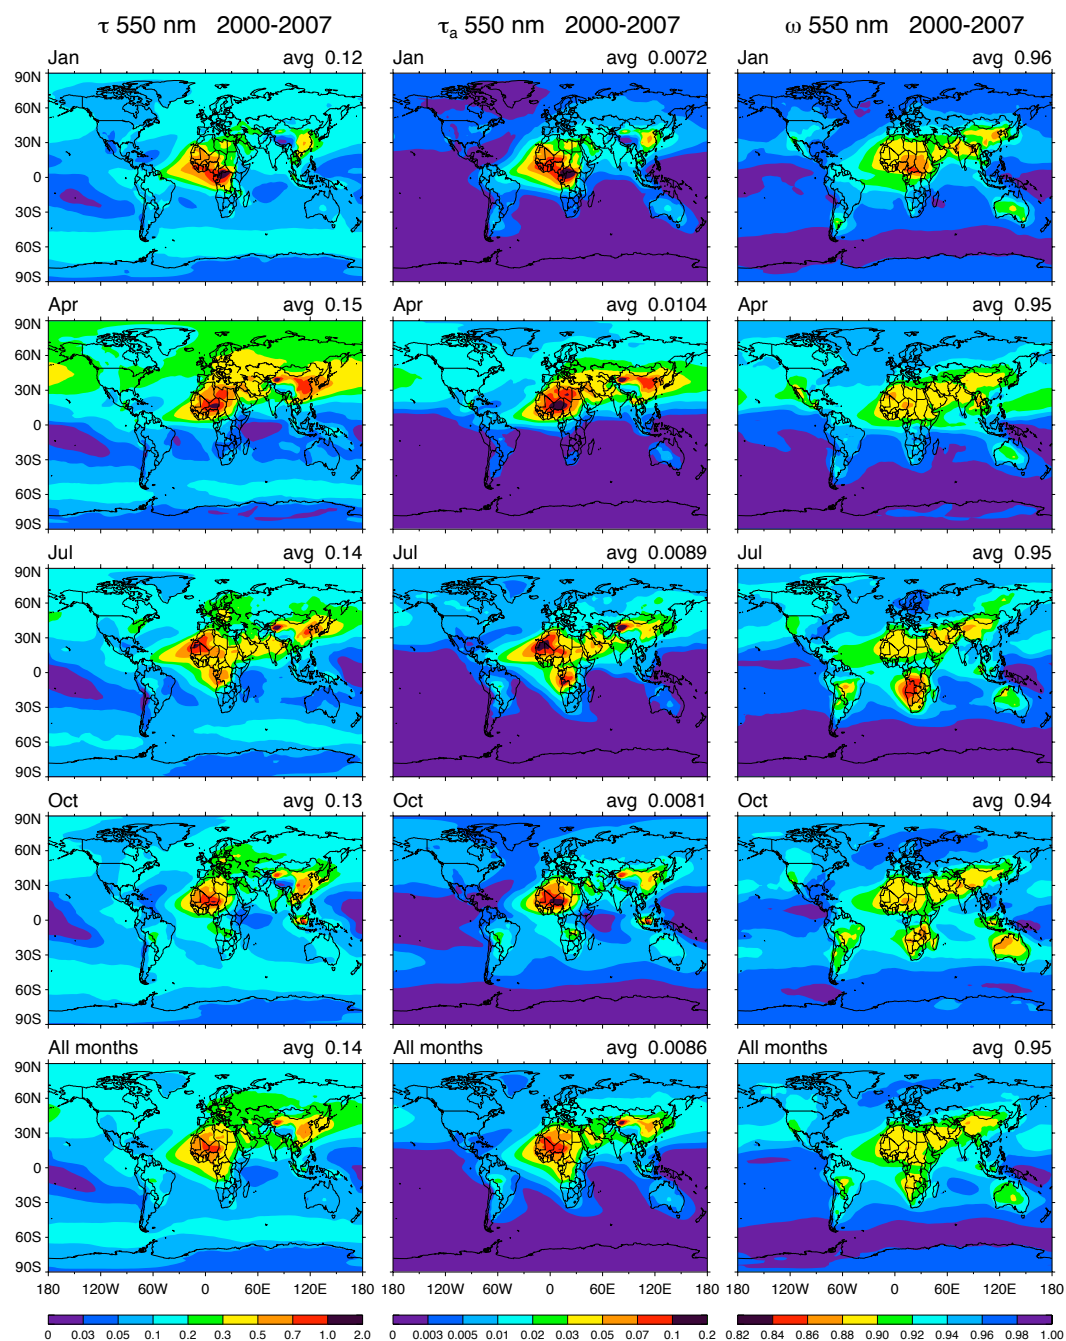 τ 550 nm 2000-2007 τa 550 nm 2000-2007 ω 550 nm 2000-2007
Jan avg 0.12 Jan avg 0.0072 Jan avg 0.96
90N
60N
30N
0
30S
60S
90S
Apr avg 0.15 Apr avg 0.0104 Apr avg 0.95
90N
60N
30N
0
30S
60S
90S
Jul avg 0.14 Jul avg 0.0089 Jul avg 0.95
90N
60N
30N
0
30S
60S
90S
Oct avg 0.13 Oct avg 0.0081 Oct avg 0.94
90N
60N
30N
0
30S
60S
90S
All months avg 0.14 All months avg 0.0086 All months avg 0.95
90N
60N
30N
0
30S
60S
90S
180 120W 60W 0 60E 120E 180 180 120W 60W 0 60E 120E 180 180 120W 60W 0 60E 120E 180
0 0.03 0.05 0.1 0.2 0.3 0.5 0.7 1.0 2.0 0 0.003 0.005 0.01 0.02 0.03 0.05 0.07 0.1 0.2 0.82 0.84 0.86 0.88 0.90 0.92 0.94 0.96 0.98 1.00